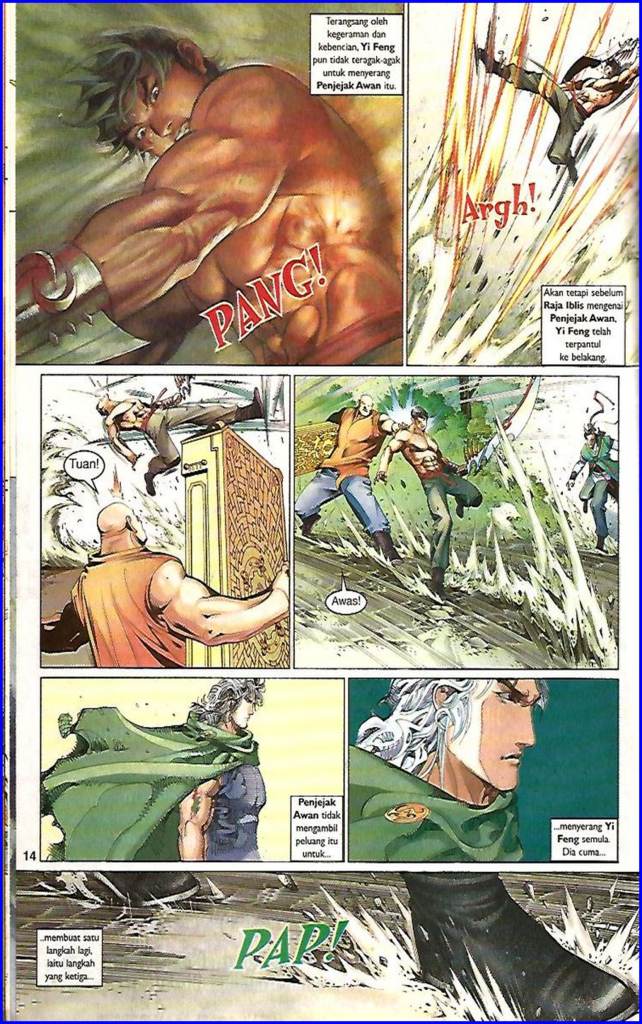 Terangsang oleh
kegeraman dan
kebencian, Yi Feng
pun tidak teragak-agak
untuk menyerang
Penjejak Awan itu.
PANG!
Argh!
Akan tetapi sebelum
Raja Iblis mengenai
Penjejak Awan,
Yi Feng telah
terpantul
ke belakang.
Tuan!
Awas!
Penjejak
Awan tidak
mengambil
peluang itu
untuk...
...menyerang Yi
Feng semula.
Dia cuma...
14
..membuat satu
langkah lagi,
iaitu langkah
yang ketiga...
PAP!